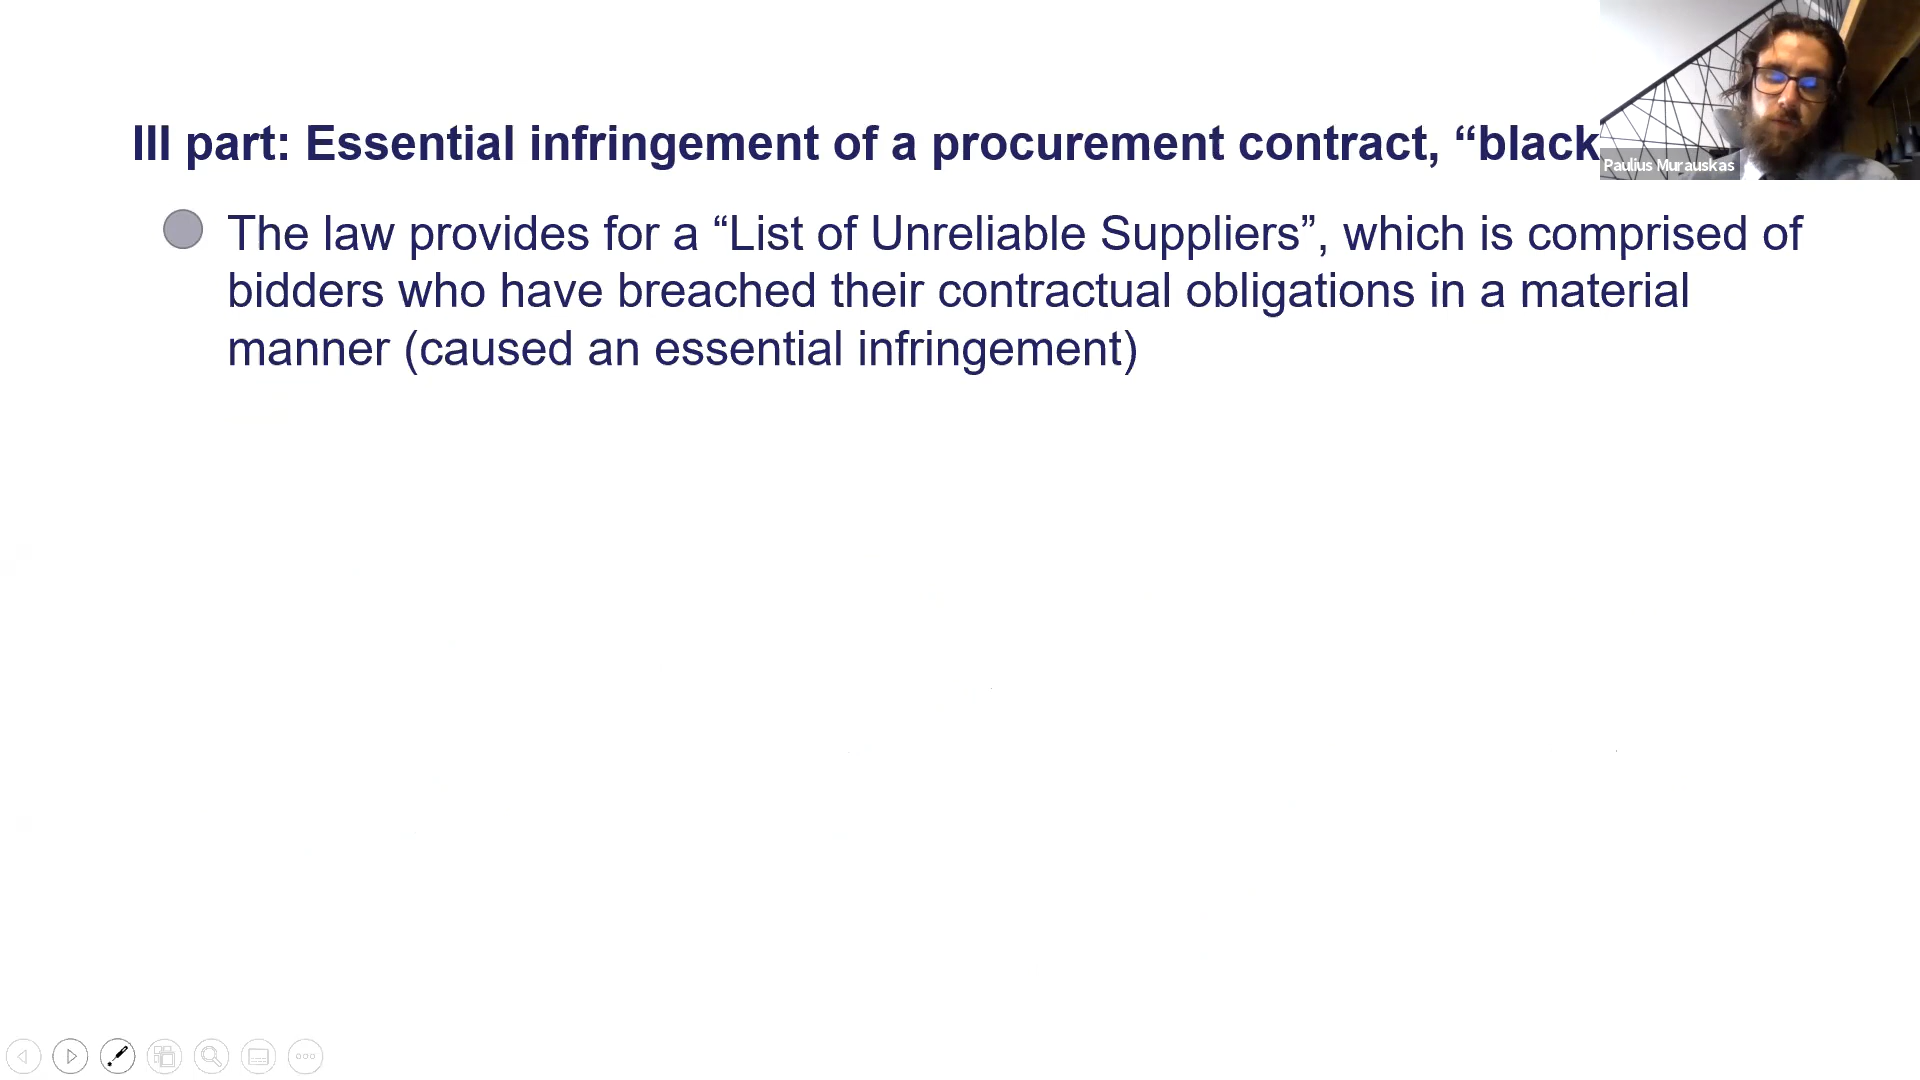 III part: Essential infringement of a procurement contract, “black
Paulius Murauskas
The law provides for a “List of Unreliable Suppliers”, which is comprised of
bidders who have breached their contractual obligations in a material
manner (caused an essential infringement)